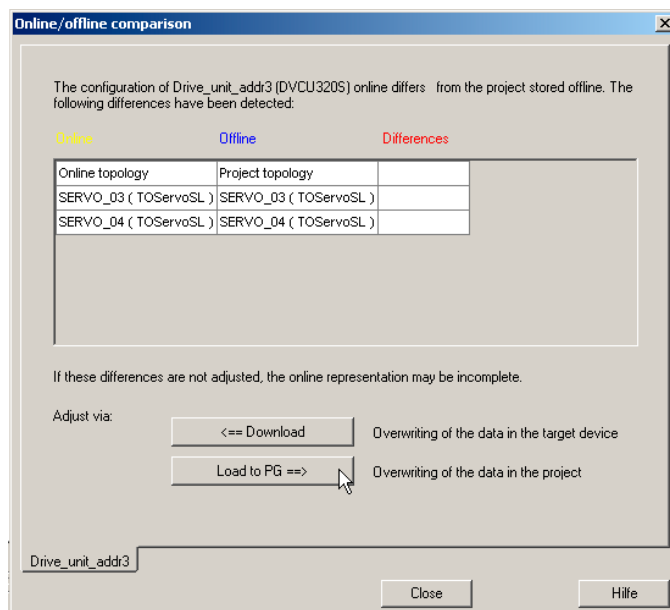 Online/offline comparison
The configuration of Drive_unit_addr3 (DVCU320S) online differs from the project stored offline. The
following differences have been detected:
Online Offline Differences
Online topology Project topology
SERVO_03 ( TOServoSL ) SERVO_03 ( TOServoSL )
SERVO_04 ( TOServoSL ) SERVO_04 ( TOServoSL )
If these differences are not adjusted, the online representation may be incomplete.
Adjust via:
<== Download Overwriting of the data in the target device
Load to PG ==> Overwriting of the data in the project
Drive_unit_addr3
Close Hilfe